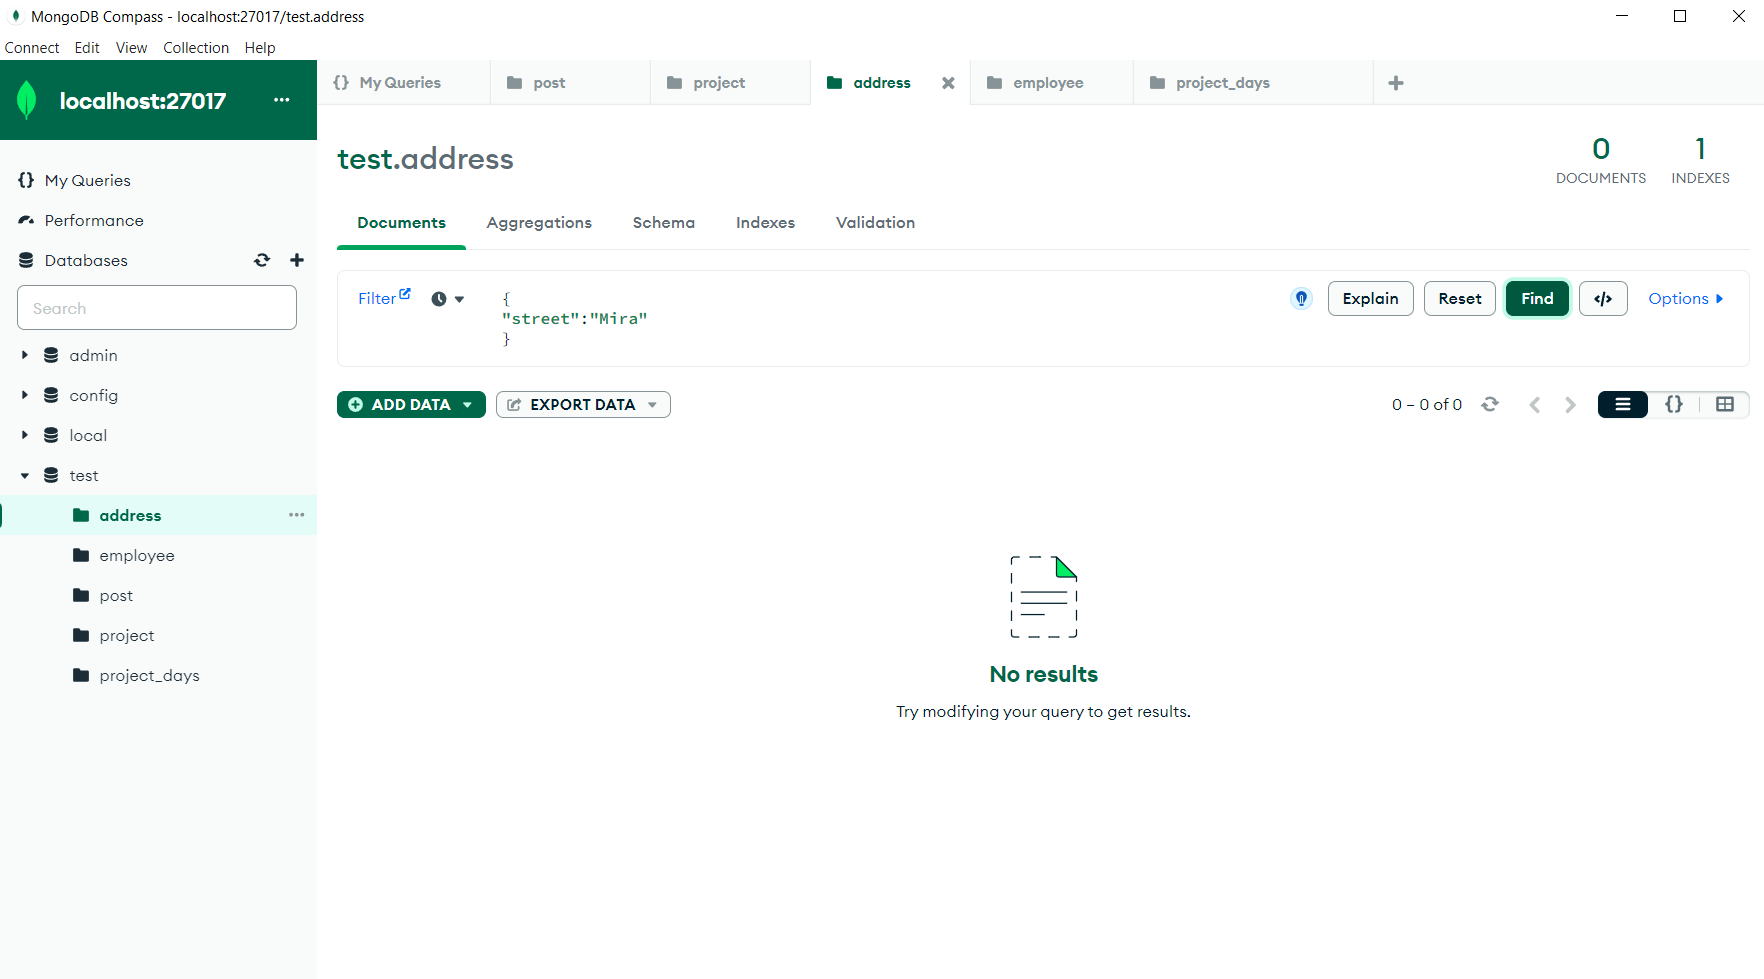 MongoDB Compass - localhost:27017/test.address
Connect Edit View Collection Help
localhost:27017 ...
{} My Queries
Performance
Databases
Search
admin
config
local
test
address ...
employee
post
project
project_days
{} My Queries post project address employee project_days
test.address
0 DOCUMENTS
1 INDEXES
Documents Aggregations Schema Indexes Validation
Filter
{
"street":"Mira"
}
Explain Reset Find </> Options
ADD DATA EXPORT DATA
0 – 0 of 0 {}
No results
Try modifying your query to get results.